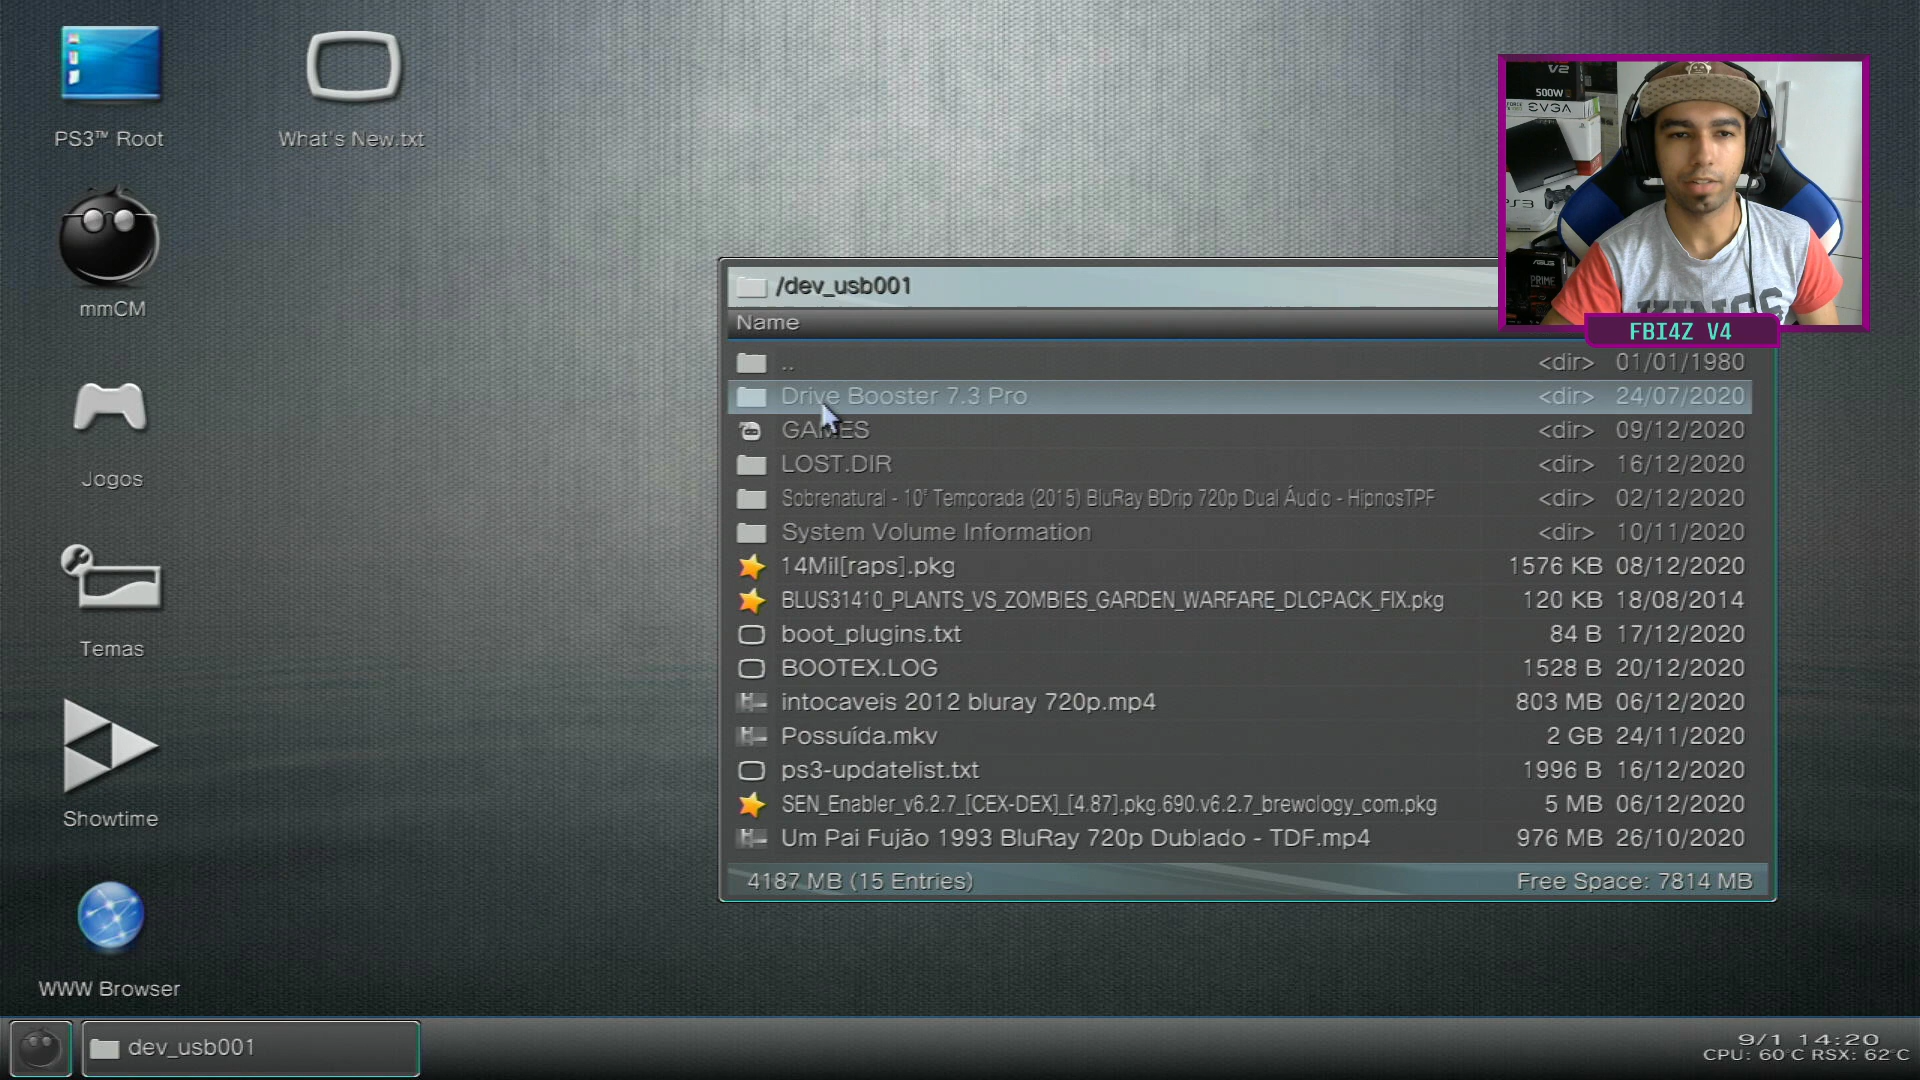 PS3™ Root
What's New.txt
mmCM
Jogos
Temas
Showtime
WWW Browser
V2
500W
EVGA
ASUS
PRIME
KINGS
FBI4Z V4
/dev_usb001
Name
.. <dir> 01/01/1980
Drive Booster 7.3 Pro <dir> 24/07/2020
GAMES <dir> 09/12/2020
LOST.DIR <dir> 16/12/2020
Sobrenatural - 10ª Temporada (2015) BluRay BDrip 720p Dual Áudio - HipnosTPF <dir> 02/12/2020
System Volume Information <dir> 10/11/2020
14Mil[raps].pkg 1576 KB 08/12/2020
BLUS31410_PLANTS_VS_ZOMBIES_GARDEN_WARFARE_DLCPACK_FIX.pkg 120 KB 18/08/2014
boot_plugins.txt 84 B 17/12/2020
BOOTEX.LOG 1528 B 20/12/2020
intocaveis 2012 bluray 720p.mp4 803 MB 06/12/2020
Possuída.mkv 2 GB 24/11/2020
ps3-updatelist.txt 1996 B 16/12/2020
SEN_Enabler_v6.2.7_[CEX-DEX]_[4.87].pkg.690.v6.2.7_brewology_com.pkg 5 MB 06/12/2020
Um Pai Fujão 1993 BluRay 720p Dublado - TDF.mp4 976 MB 26/10/2020
4187 MB (15 Entries) Free Space: 7814 MB
dev_usb001
9/1 14:20
CPU: 60°C RSX: 62°C